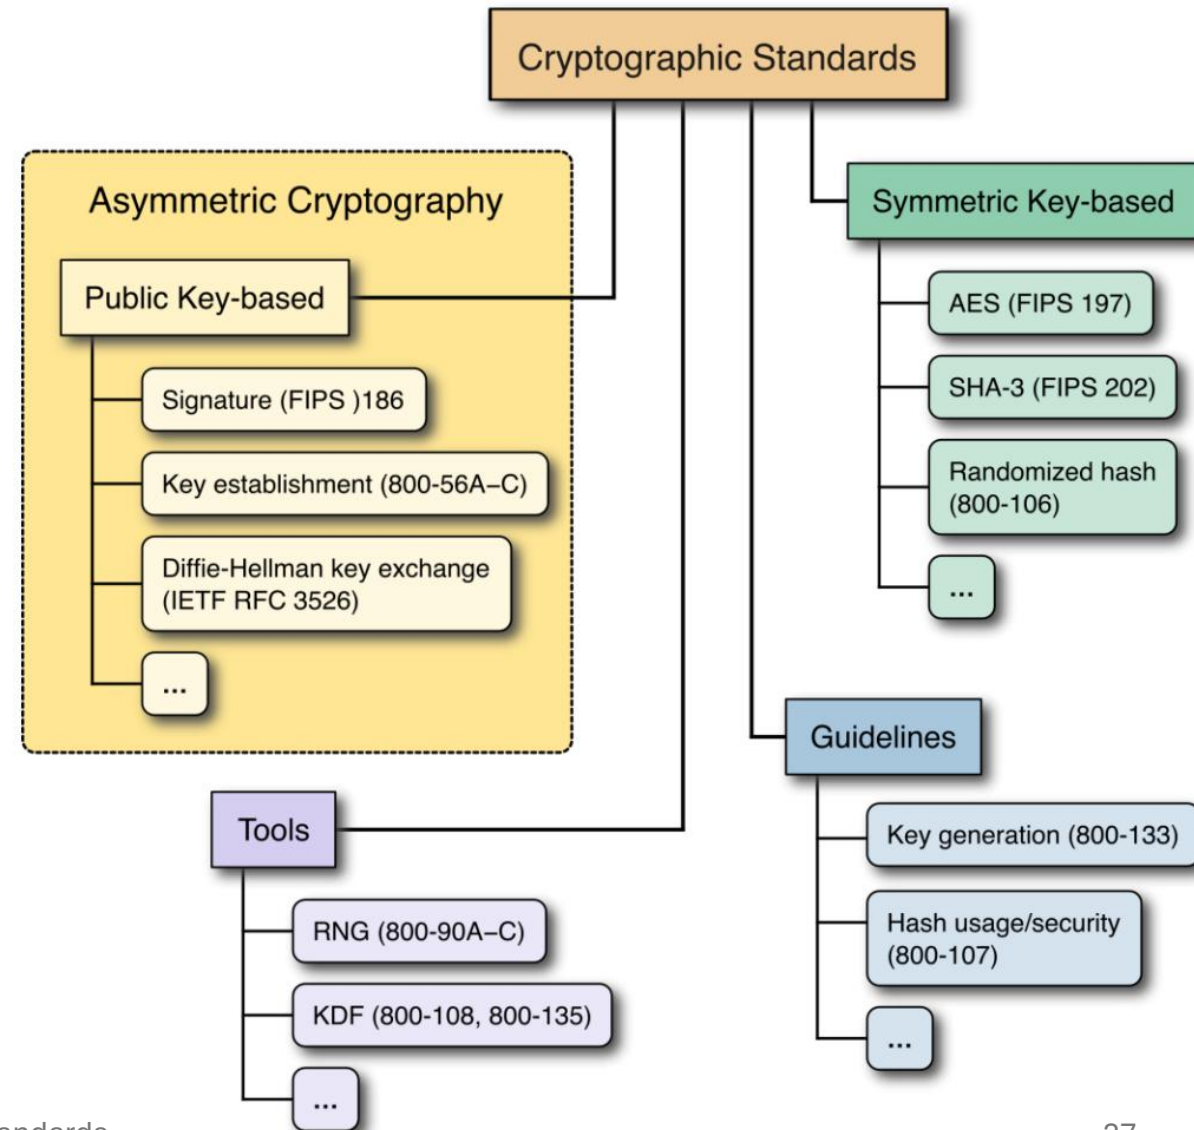 Cryptographic Standards
Asymmetric Cryptography
Public Key-based
Signature (FIPS )186
Key establishment (800-56A–C)
Diffie-Hellman key exchange
(IETF RFC 3526)
...
Symmetric Key-based
AES (FIPS 197)
SHA-3 (FIPS 202)
Randomized hash
(800-106)
...
Tools
RNG (800-90A–C)
KDF (800-108, 800-135)
...
Guidelines
Key generation (800-133)
Hash usage/security
(800-107)
...